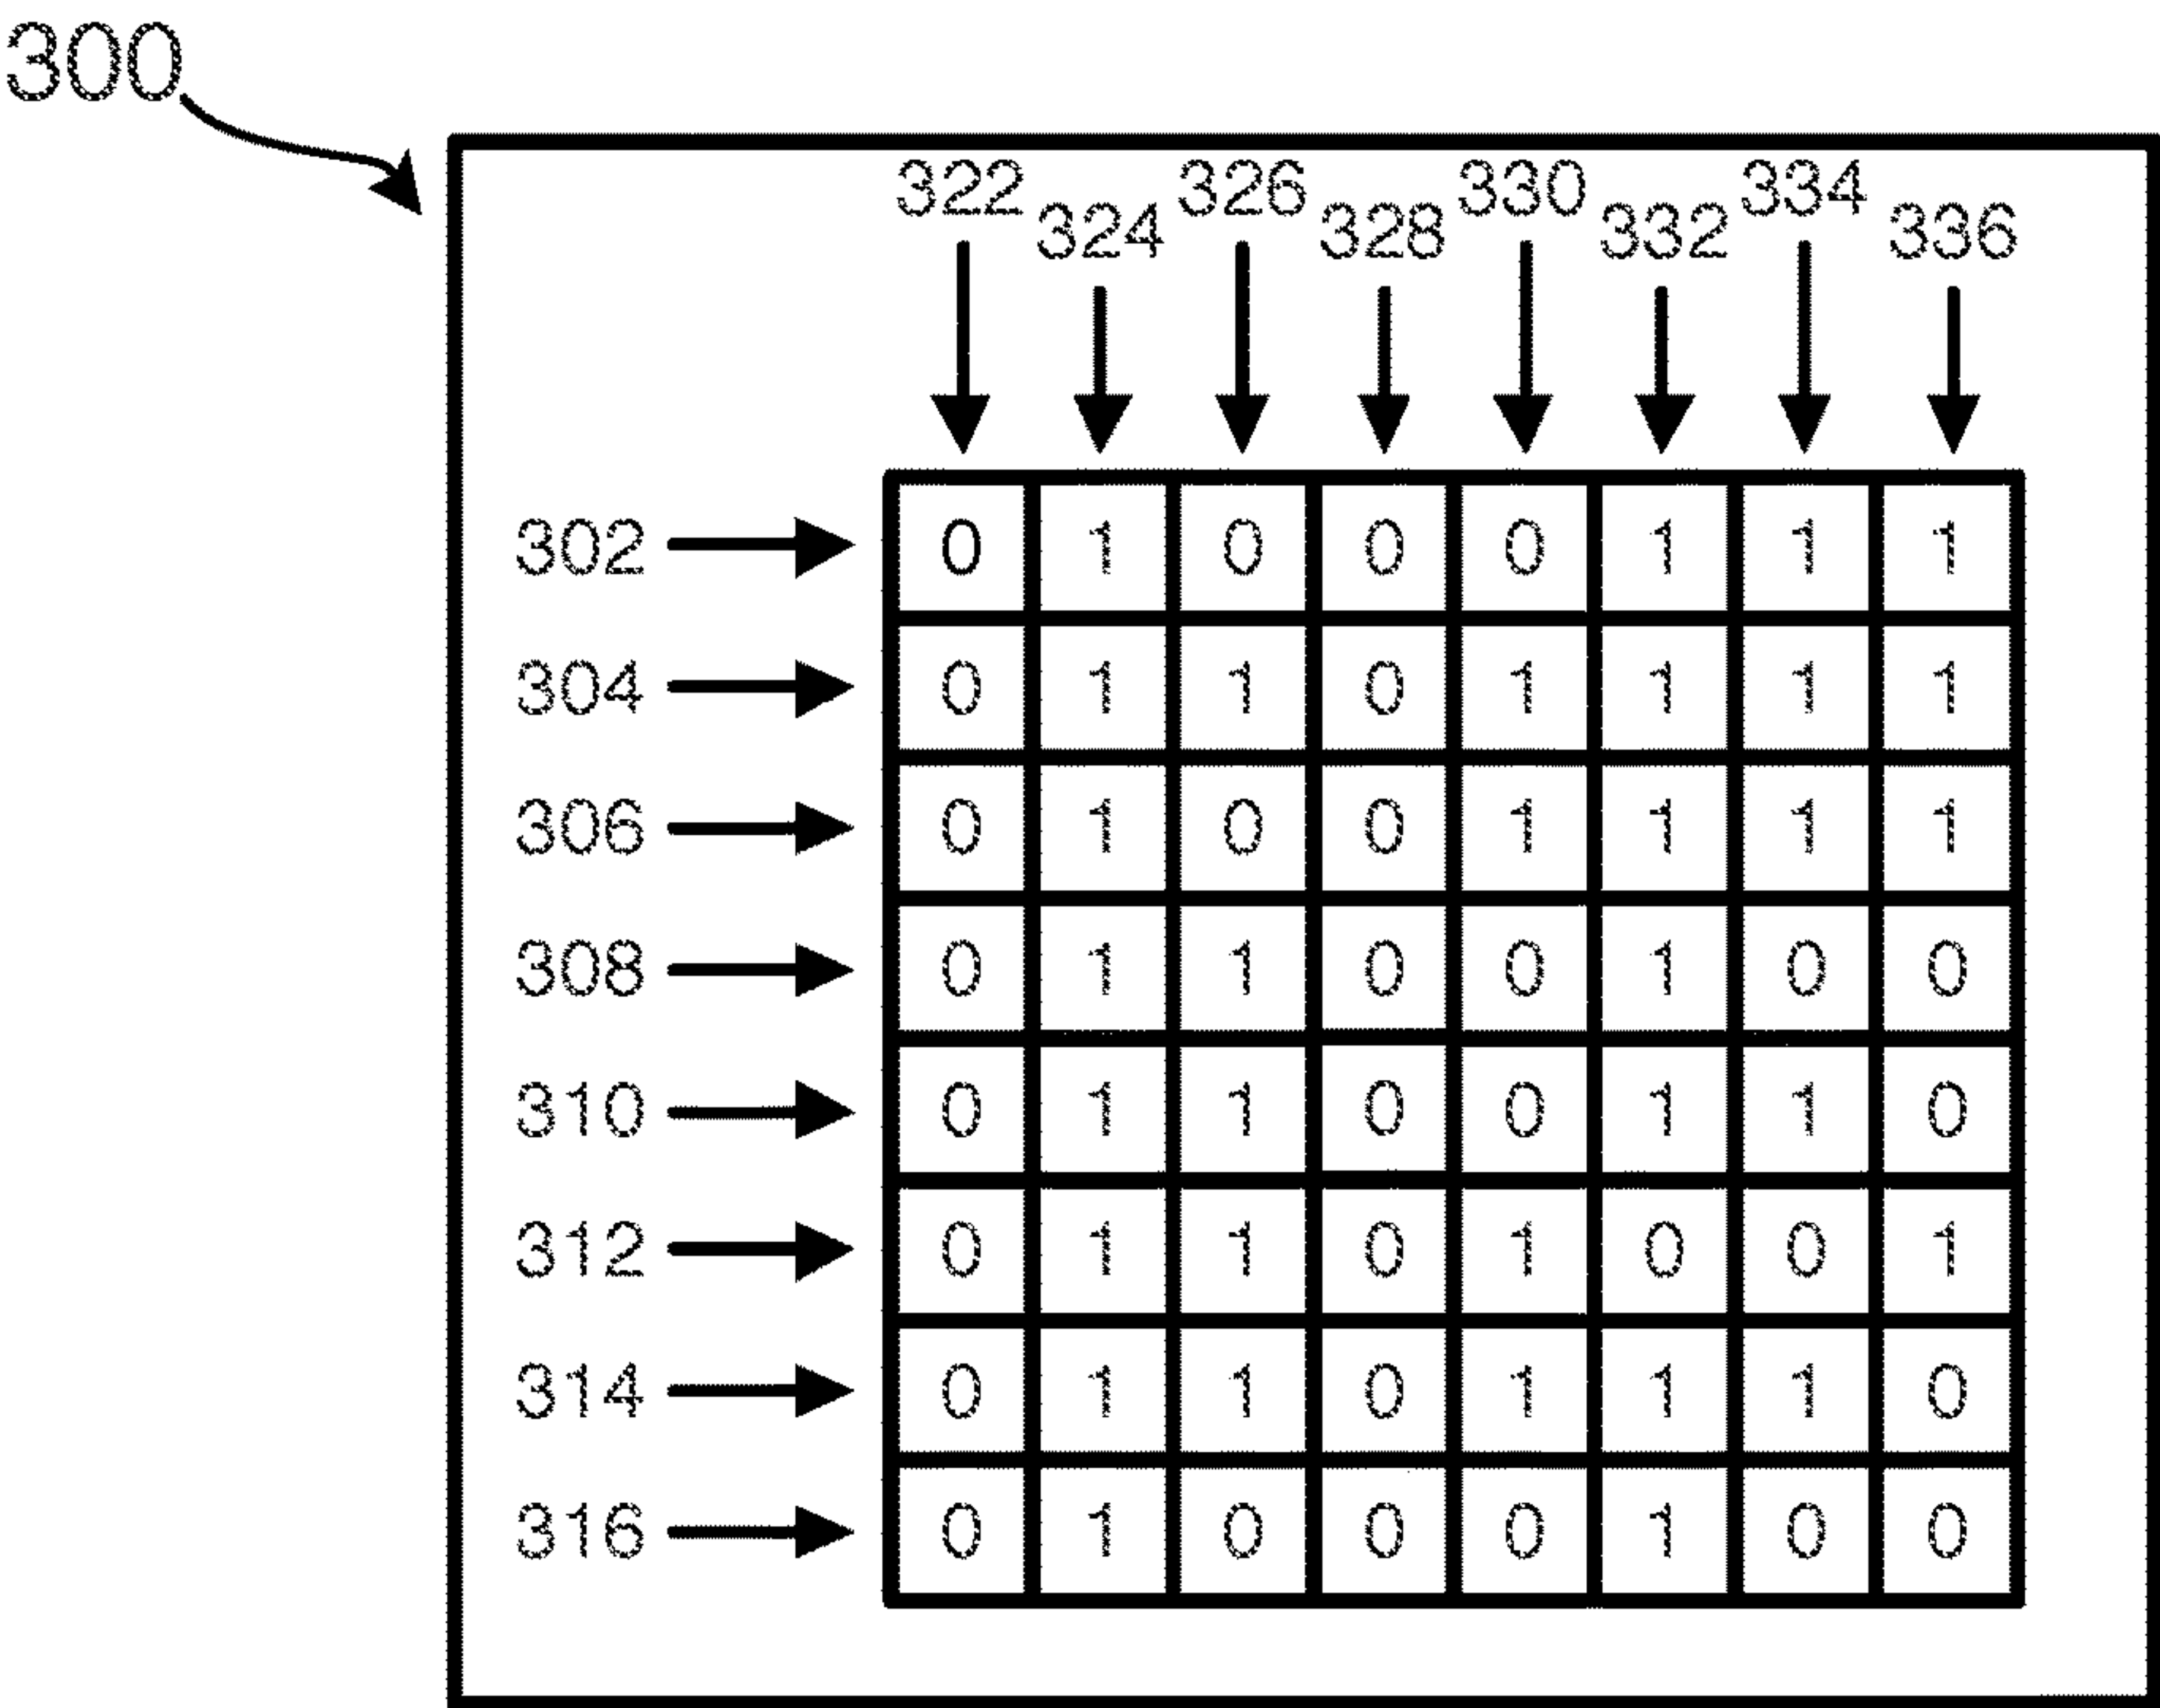 300
322 326 330 334
324 328 332 336
302 0 1 0 0 0 1 1 1
304 0 1 1 0 1 1 1 1
306 0 1 0 0 1 1 1 1
308 0 1 1 0 0 1 0 0
310 0 1 1 0 0 1 1 0
312 0 1 1 0 1 0 0 1
314 0 1 1 0 1 1 1 0
316 0 1 0 0 0 1 0 0